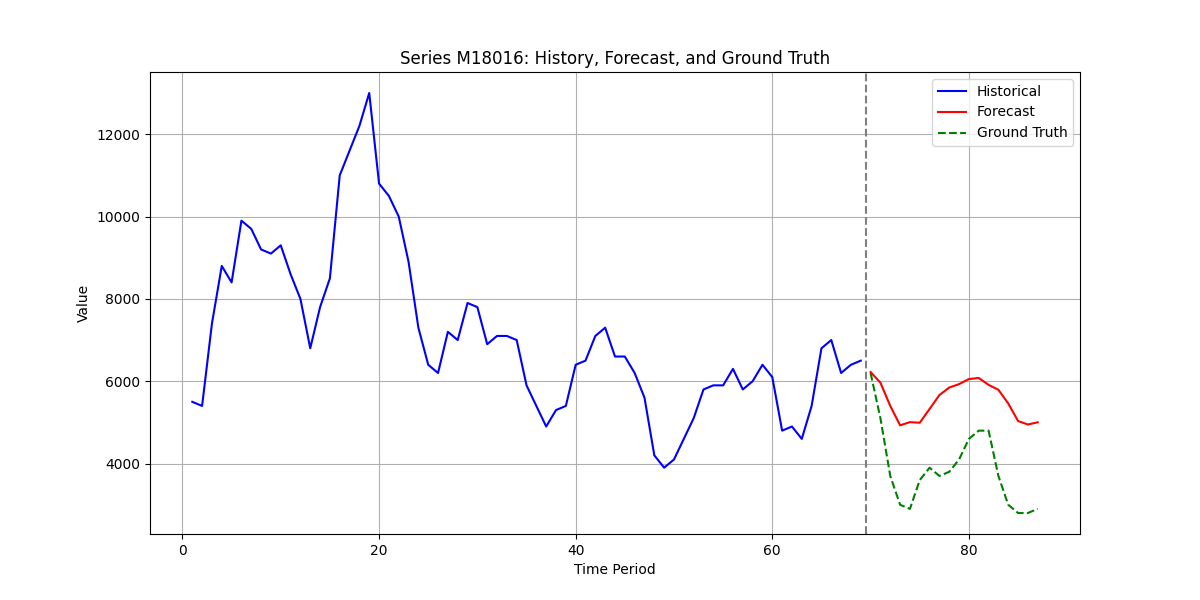 Series M18016: History, Forecast, and Ground Truth
Historical
Forecast
Ground Truth
Value
12000
10000
8000
6000
4000
0 20 40 60 80
Time Period